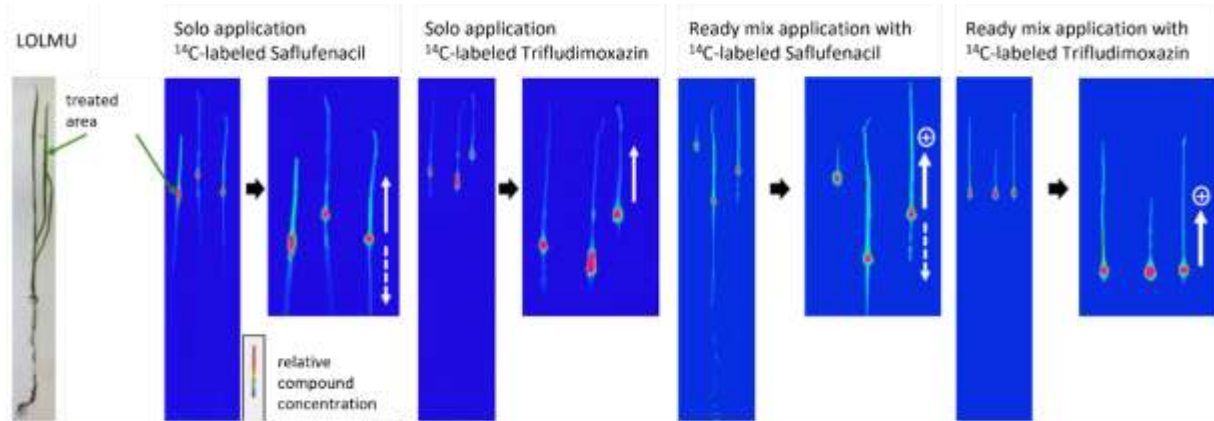 LOLMU
treated
area
Solo application
¹⁴C-labeled Saflufenacil
relative
compound
concentration
Solo application
¹⁴C-labeled Trifludimoxazin
Ready mix application with
¹⁴C-labeled Saflufenacil
Ready mix application with
¹⁴C-labeled Trifludimoxazin